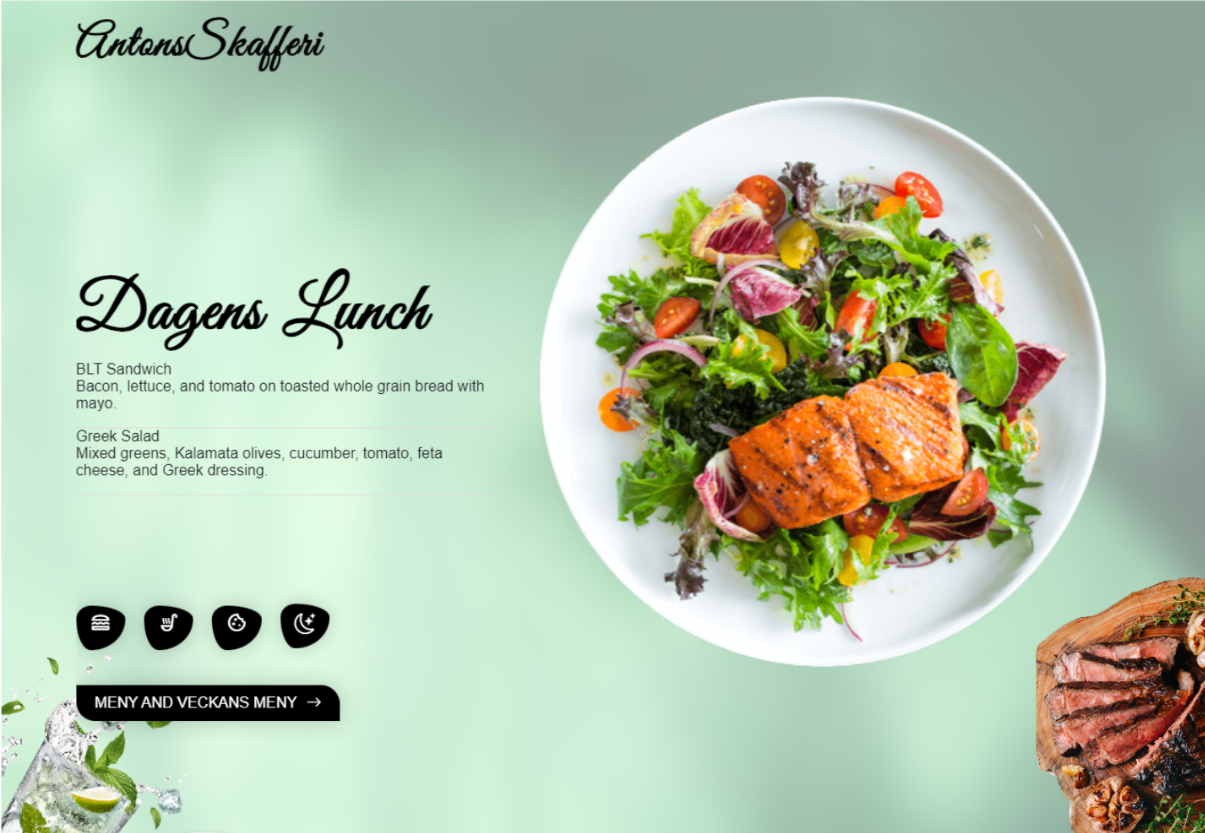 AntonsSkafferi
Dagens Lunch
BLT Sandwich
Bacon, lettuce, and tomato on toasted whole grain bread with
mayo.
Greek Salad
Mixed greens, Kalamata olives, cucumber, tomato, feta
cheese, and Greek dressing.
MENY AND VECKANS MENY →